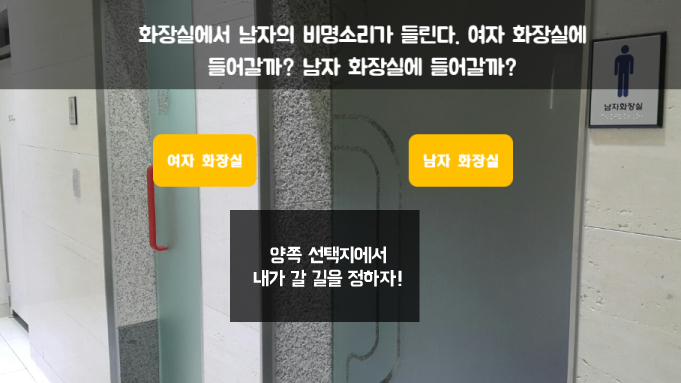 화장실에서 남자의 비명소리가 들린다. 여자 화장실에
들어갈까? 남자 화장실에 들어갈까?
남자화장실
여자 화장실
남자 화장실
양쪽 선택지에서
내가 갈 길을 정하자!